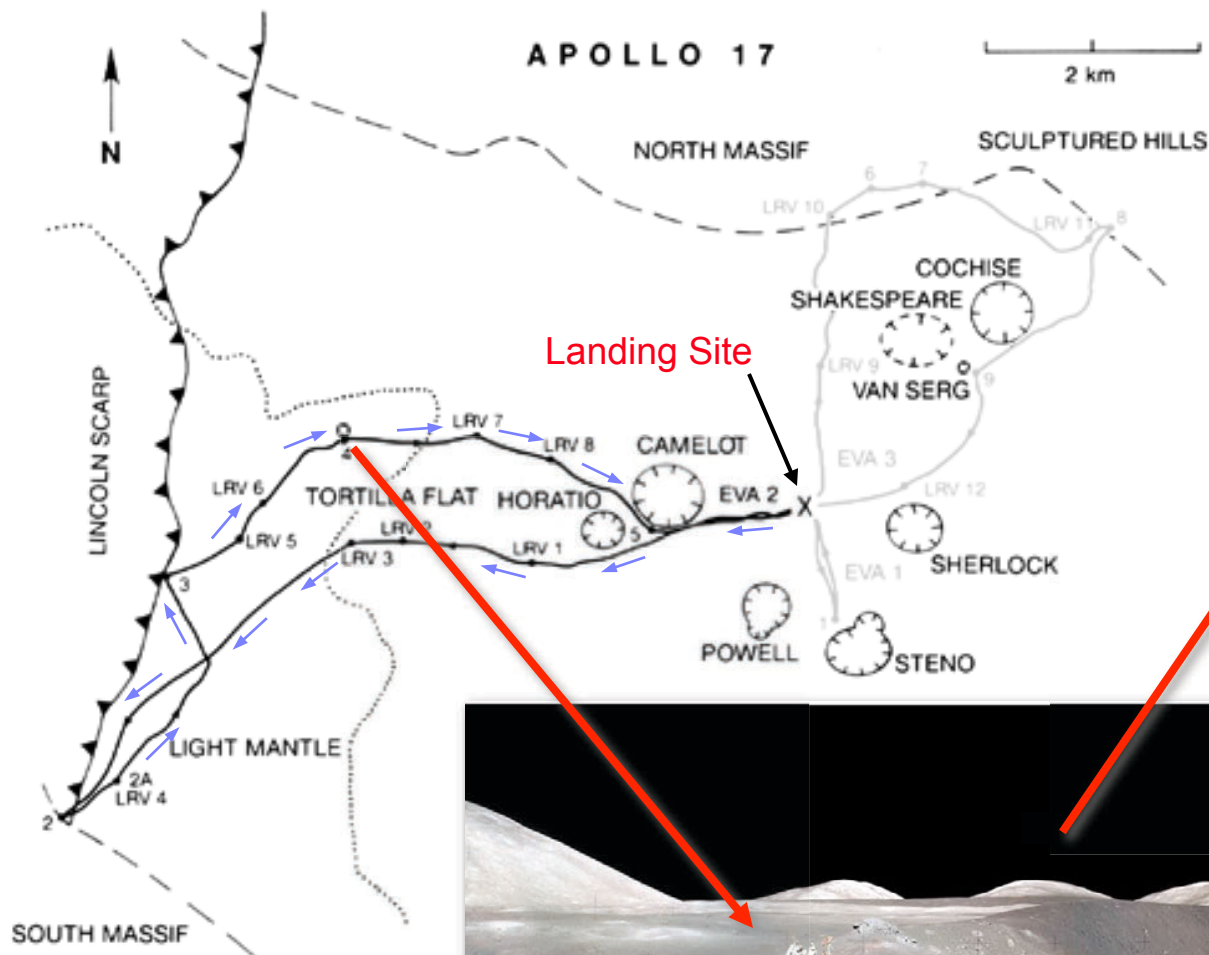 APOLLO 17
2 km
N
NORTH MASSIF
SCULPTURED HILLS
6
7
LRV 10
LRV 11
8
COCHISE
SHAKESPEARE
Landing Site
LRV 9
VAN SERG
9
LINCOLN SCARP
LRV 7
4
LRV 8
CAMELOT
EVA 3
LRV 6
TORTILLA FLAT
HORATIO
EVA 2
X
LRV 12
5
LRV 5
LRV 2
LRV 3
LRV 1
SHERLOCK
3
EVA 1
1
POWELL
STENO
LIGHT MANTLE
2A
LRV 4
2
SOUTH MASSIF